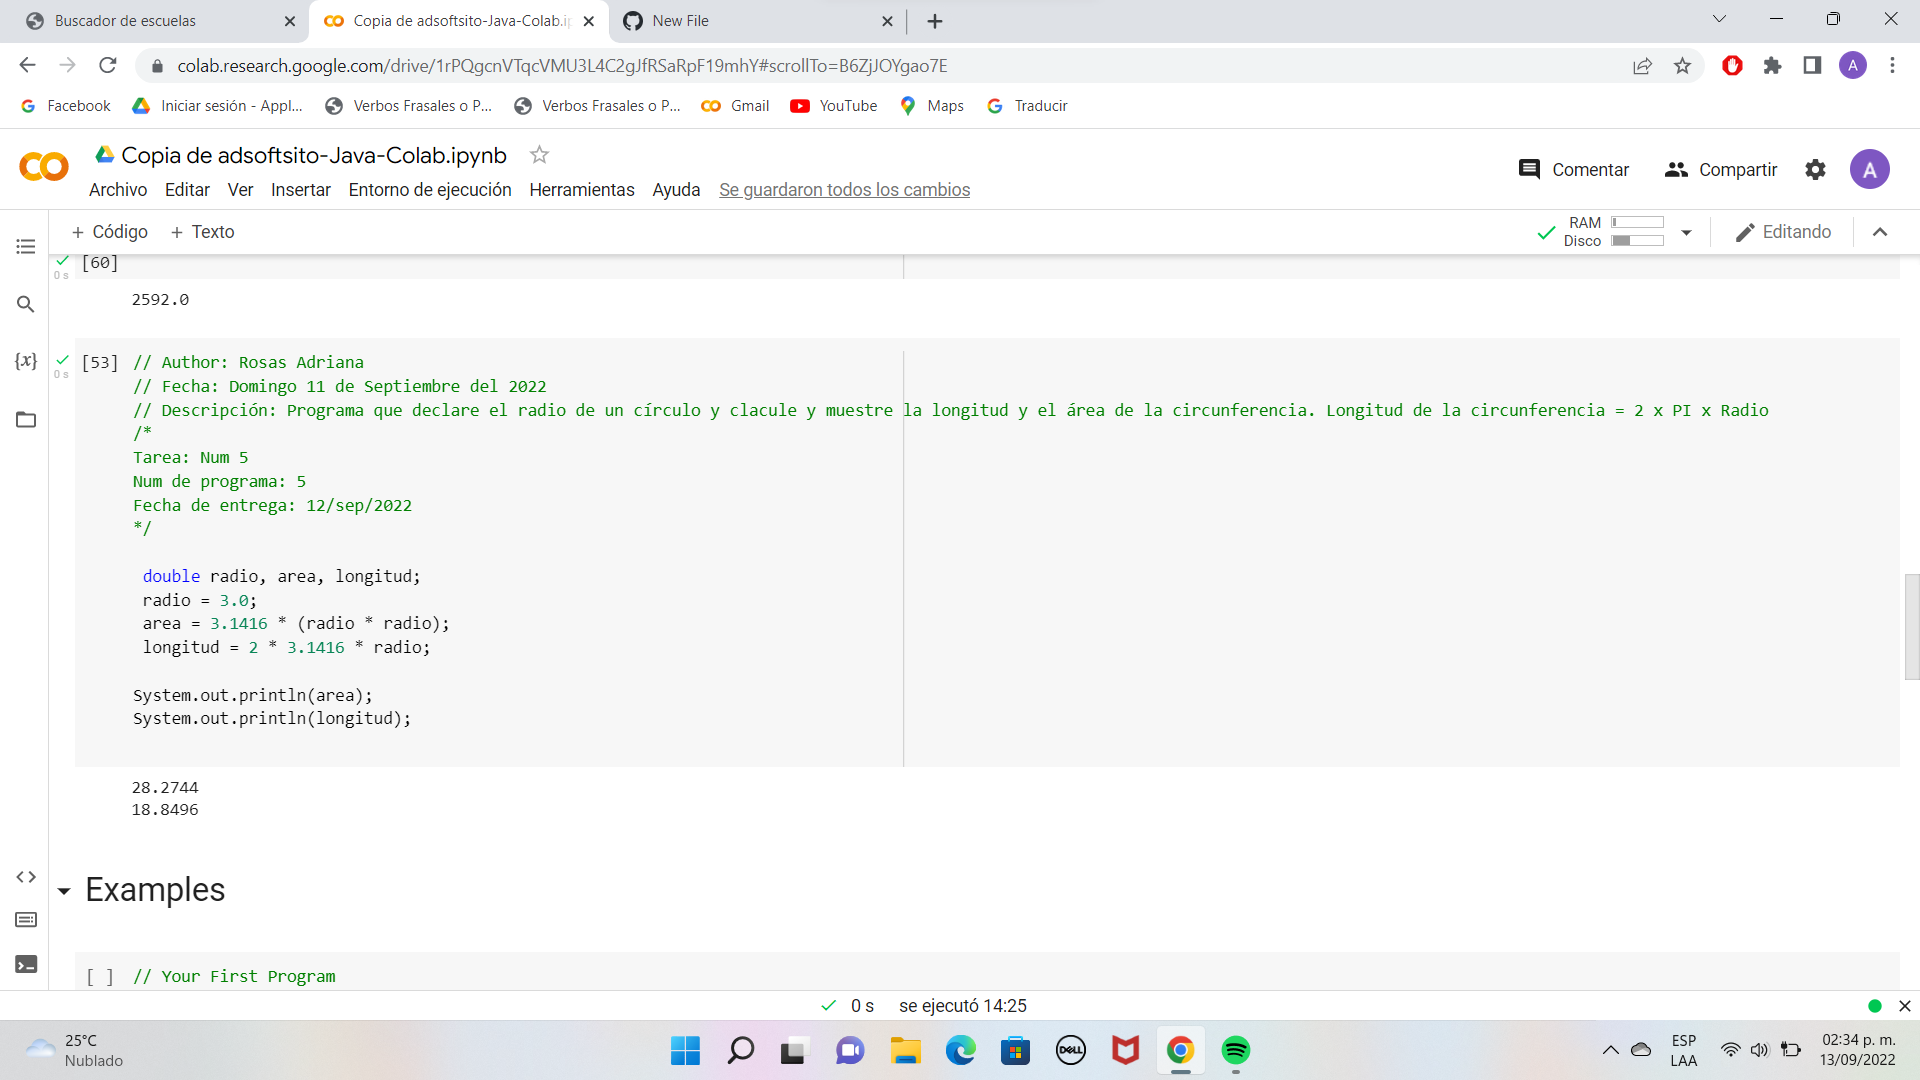 Buscador de escuelas
Copia de adsoftsito-Java-Colab.ip
New File
colab.research.google.com/drive/1rPQgcnVTqcVMU3L4C2gJfRSaRpF19mhY#scrollTo=B6ZjJOYgao7E
A
Facebook
Iniciar sesión - Appl...
Verbos Frasales o P...
Verbos Frasales o P...
Gmail
YouTube
Maps
Traducir
Copia de adsoftsito-Java-Colab.ipynb
Comentar
Compartir
A
Archivo Editar Ver Insertar Entorno de ejecución Herramientas Ayuda Se guardaron todos los cambios
+ Código + Texto
RAM
Disco
Editando
[60]
0 s
2592.0
{x}
[53]
0 s
// Author: Rosas Adriana
// Fecha: Domingo 11 de Septiembre del 2022
// Descripción: Programa que declare el radio de un círculo y clacule y muestre la longitud y el área de la circunferencia. Longitud de la circunferencia = 2 x PI x Radio
/*
Tarea: Num 5
Num de programa: 5
Fecha de entrega: 12/sep/2022
*/
double radio, area, longitud;
radio = 3.0;
area = 3.1416 * (radio * radio);
longitud = 2 * 3.1416 * radio;
System.out.println(area);
System.out.println(longitud);
28.2744
18.8496
Examples
[ ] // Your First Program
0 s se ejecutó 14:25
25°C
Nublado
DELL
ESP
LAA
02:34 p. m.
13/09/2022